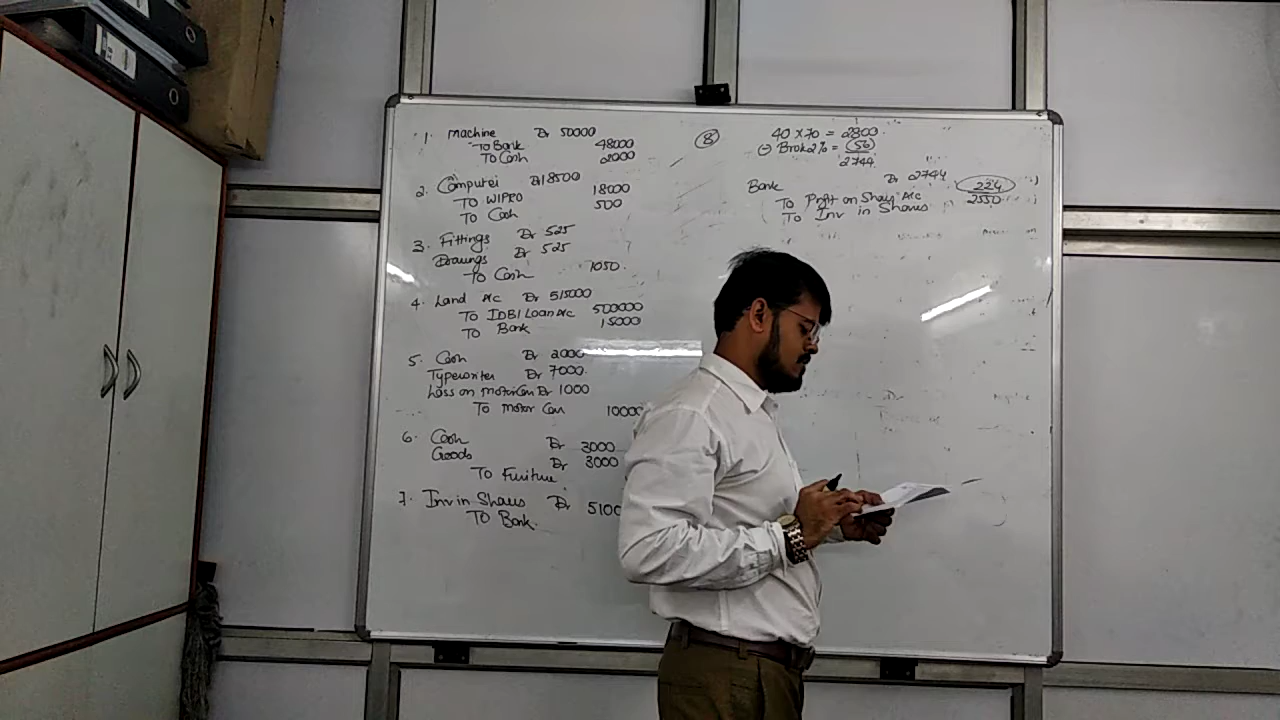 1. Machine Dr 50000
To Bank 48000
To Cash 2000
2. Computer Dr 18500
TO WIPRO 18000
To Cash 500
3. Fittings Dr 525
Drawings Dr 525
To Cash 1050
4. Land A/c Dr 515000
To IDBI Loan A/c 500000
To Bank 15000
5. Cash Dr 2000
Typewriter Dr 7000
Loss on Motor Car Dr 1000
To Motor Car 10000
6. Cash Dr 3000
Goods Dr 3000
To Furniture
7. Inv in Shares Dr 510
To Bank
8 40 x 70 = 2800
(-) Brok 2% = (56)
2744
Bank Dr 2744
To Profit on Shares A/c 224
To Inv in Shares 2550